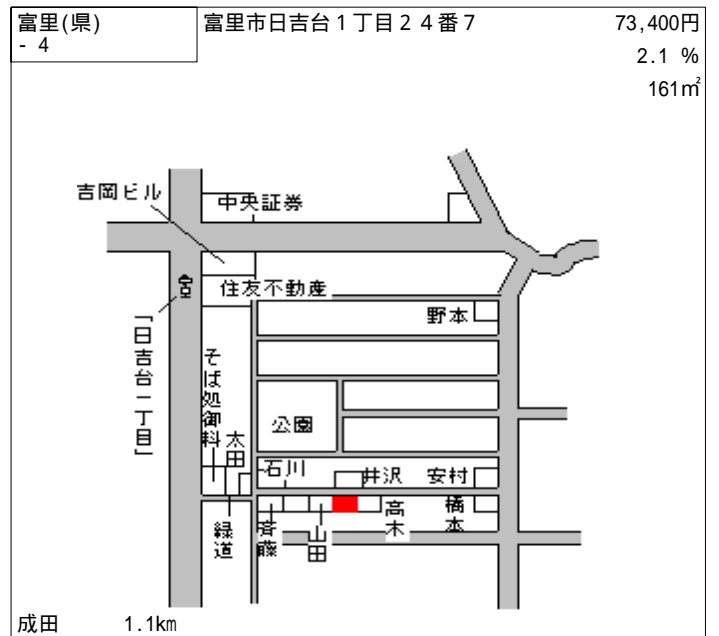 富里(県)
- 4
富里市日吉台１丁目２４番７
73,400円
2.1 %
161㎡
吉岡ビル
中央証券
住友不動産
野本
「日吉台一丁目」
そば処御料
太田
公園
石川
井沢
安村
緑道
斉藤
山田
高木
橋本
成田 1.1km